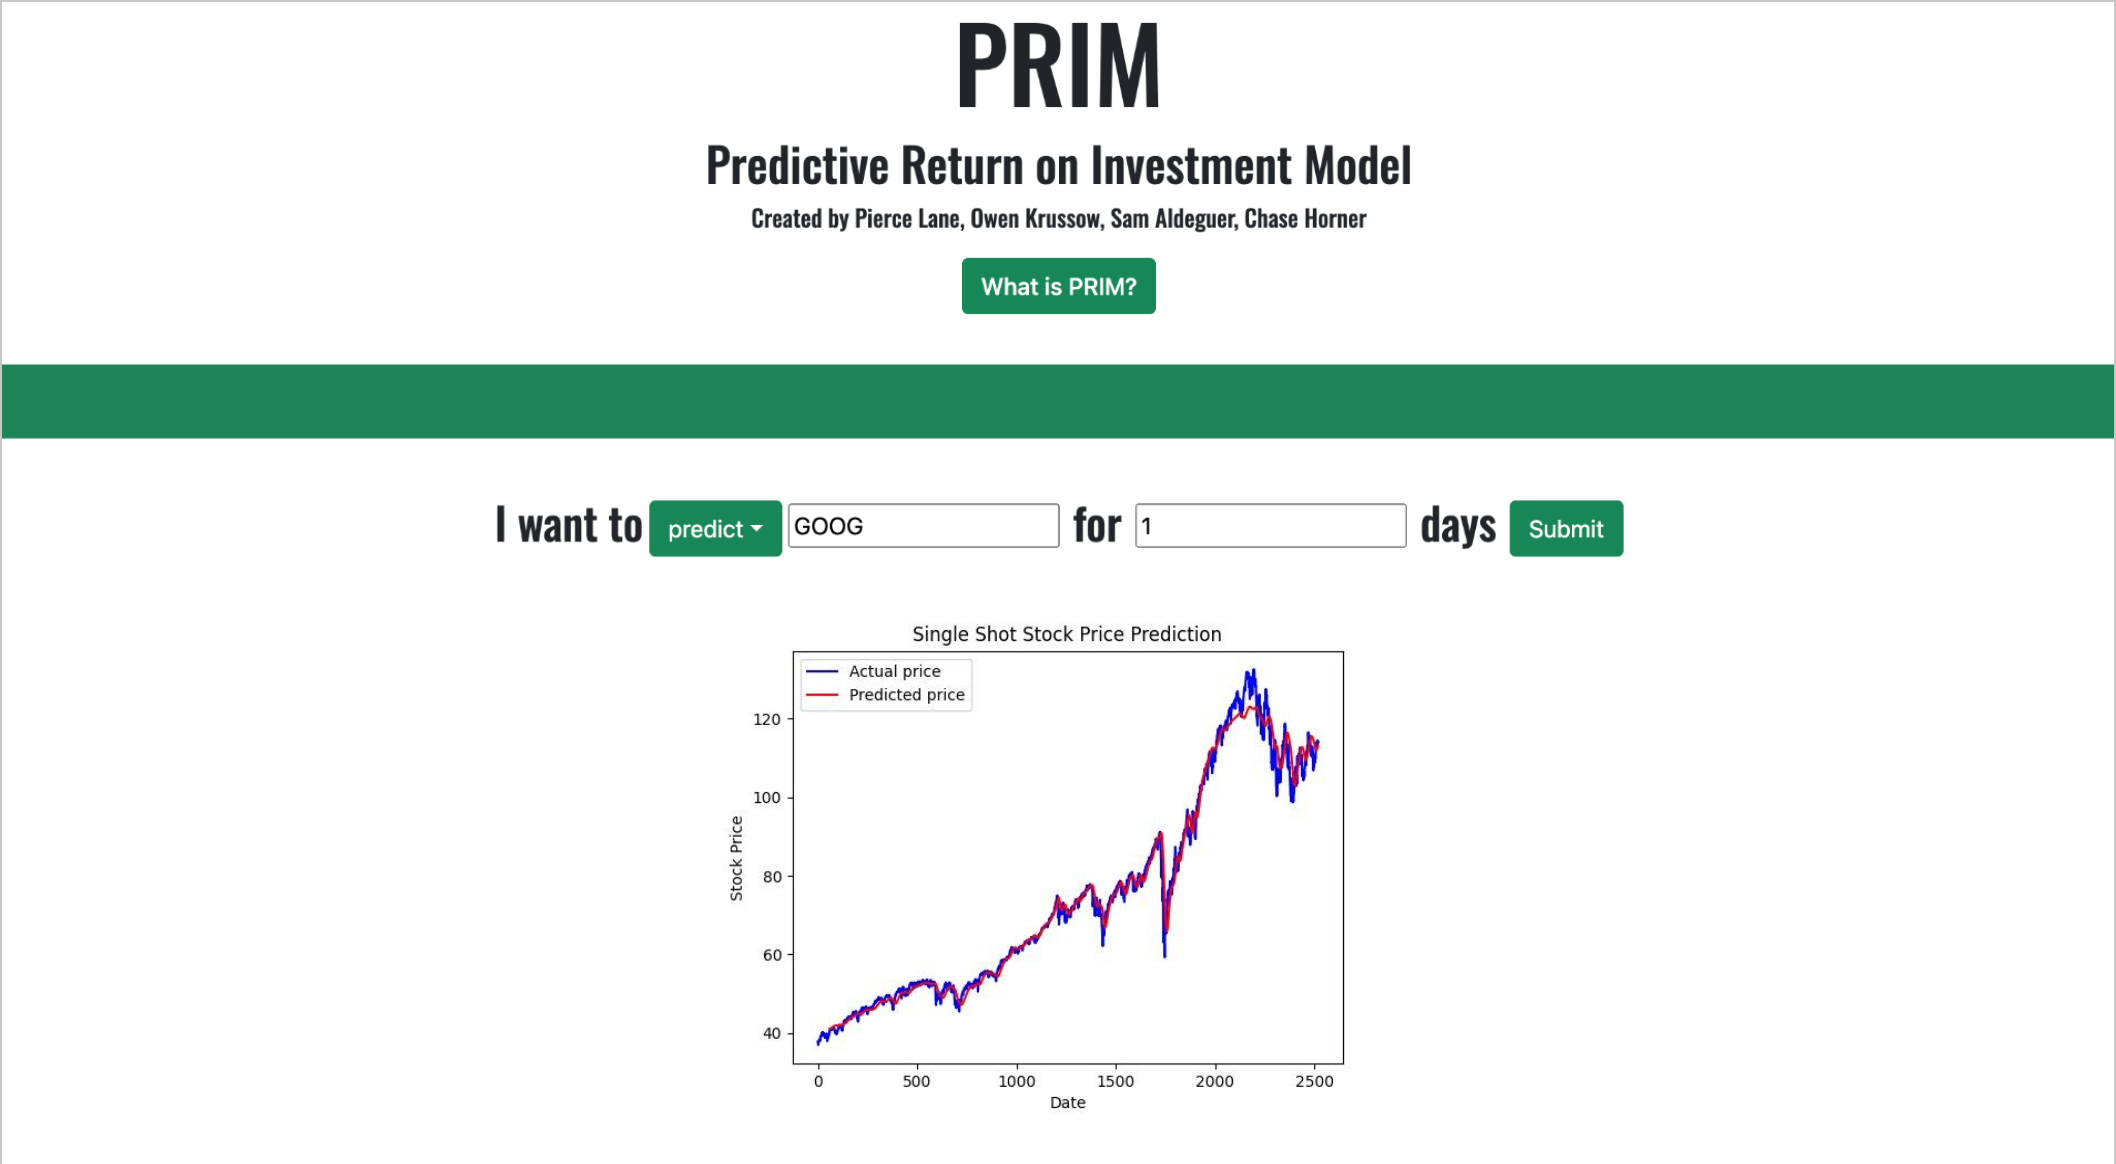 PRIM
Predictive Return on Investment Model
Created by Pierce Lane, Owen Krussow, Sam Aldeguer, Chase Horner
What is PRIM?
I want to predict GOOG for 1 days Submit
Single Shot Stock Price Prediction
Actual price
Predicted price
120
100
80
60
40
Stock Price
0 500 1000 1500 2000 2500
Date